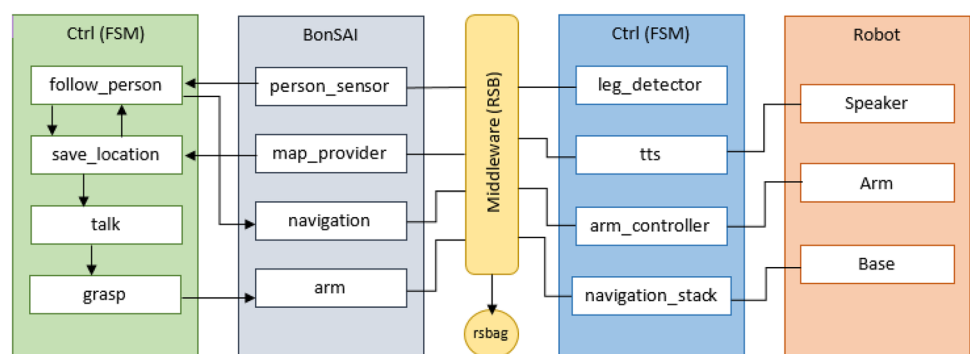 Ctrl (FSM)
follow_person
save_location
talk
grasp
BonSAI
person_sensor
map_provider
navigation
arm
Middleware (RSB)
rsbag
Ctrl (FSM)
leg_detector
tts
arm_controller
navigation_stack
Robot
Speaker
Arm
Base